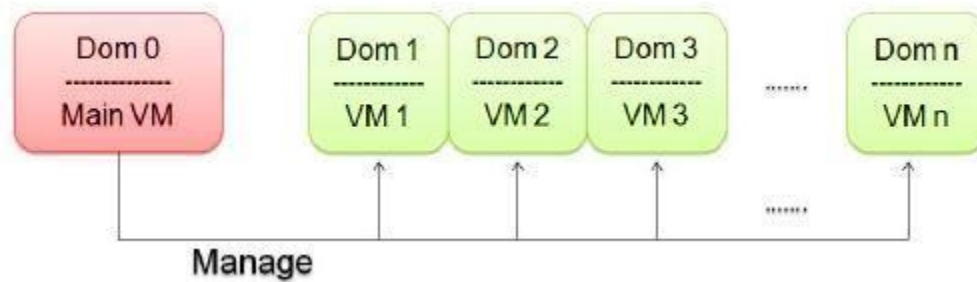 Dom 0
--------------
Main VM
Dom 1
------------
VM 1
Dom 2
------------
VM 2
Dom 3
------------
VM 3
.......
Dom n
------------
VM n
.......
Manage